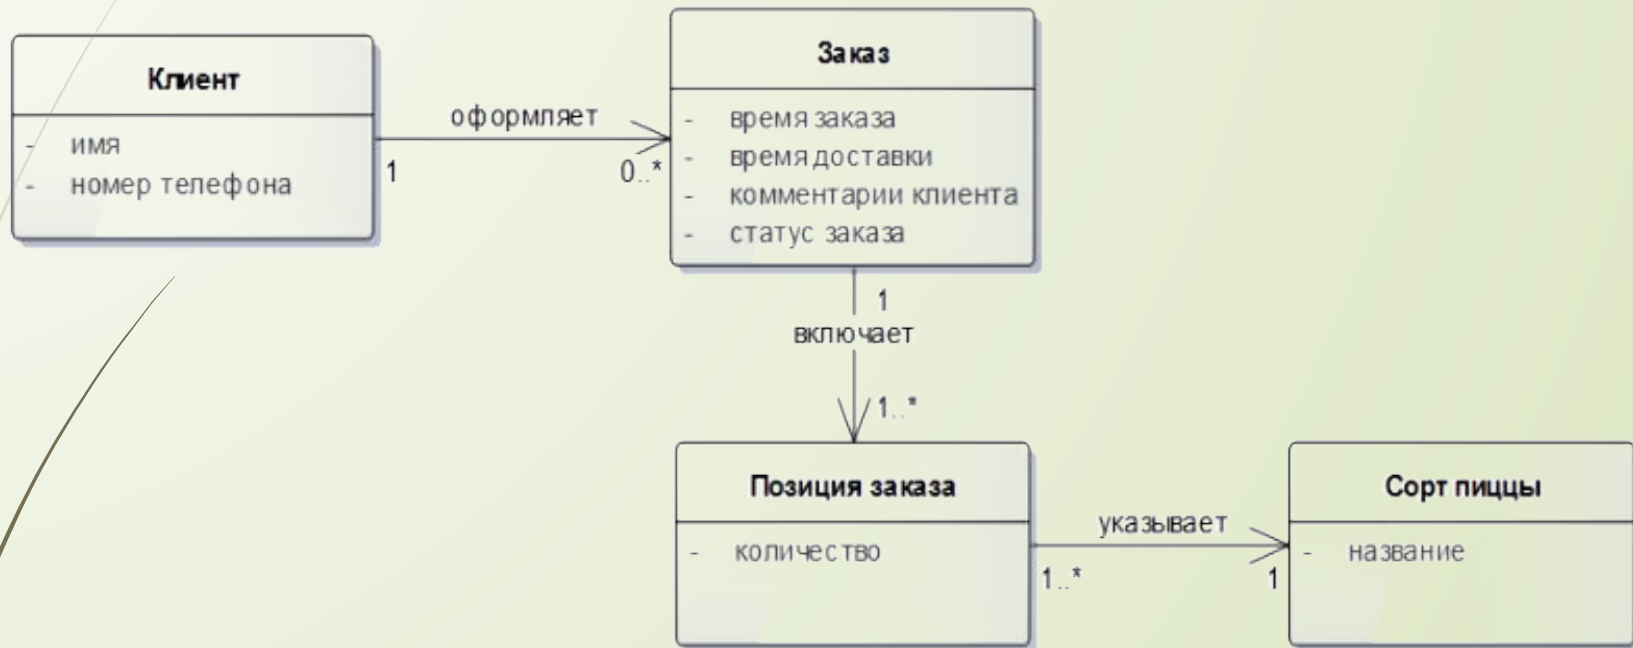 Клиент
- имя
- номер телефона
оформляет
1
0..*
Заказ
- время заказа
- время доставки
- комментарии клиента
- статус заказа
1
включает
1..*
Позиция заказа
- количество
указывает
1..*
1
Сорт пиццы
- название